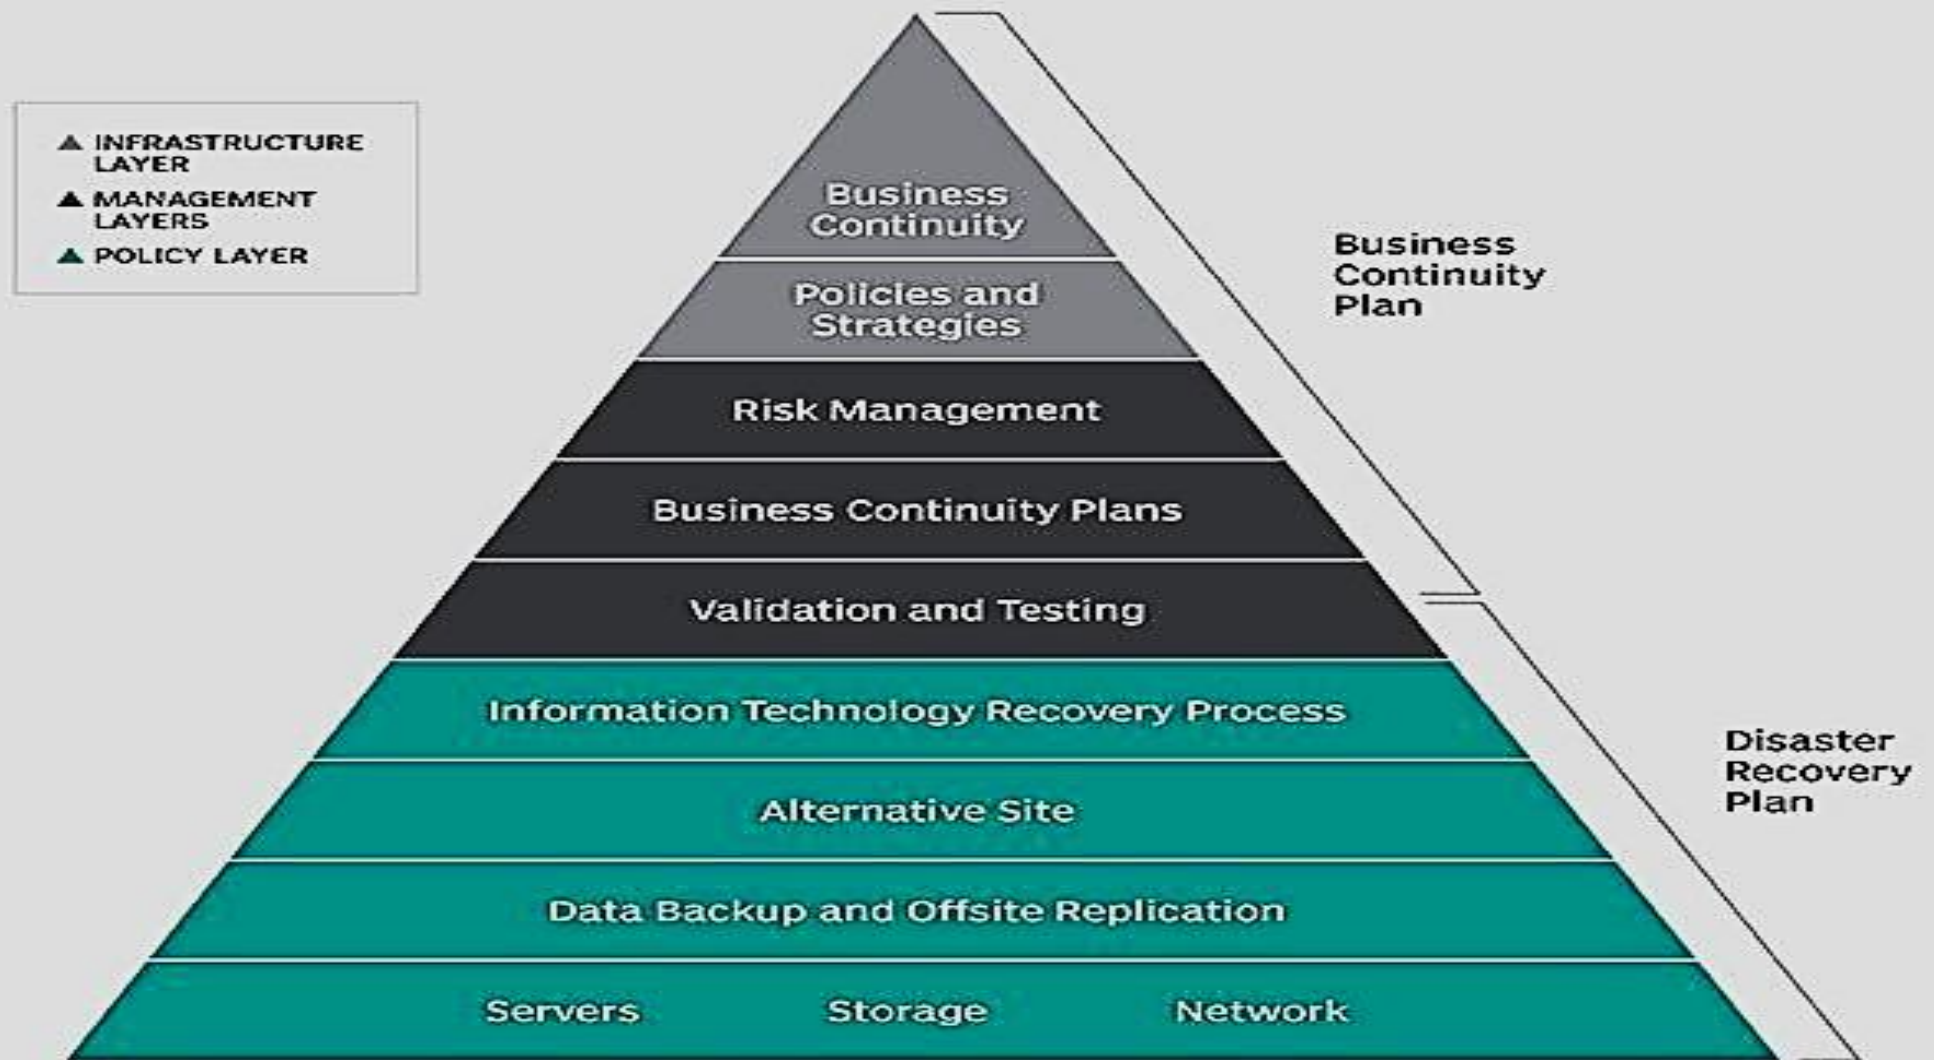 INFRASTRUCTURE
LAYER
MANAGEMENT
LAYERS
POLICY LAYER
Business
Continuity
Policies and
Strategies
Risk Management
Business Continuity Plans
Validation and Testing
Information Technology Recovery Process
Alternative Site
Data Backup and Offsite Replication
Servers Storage Network
Business
Continuity
Plan
Disaster
Recovery
Plan